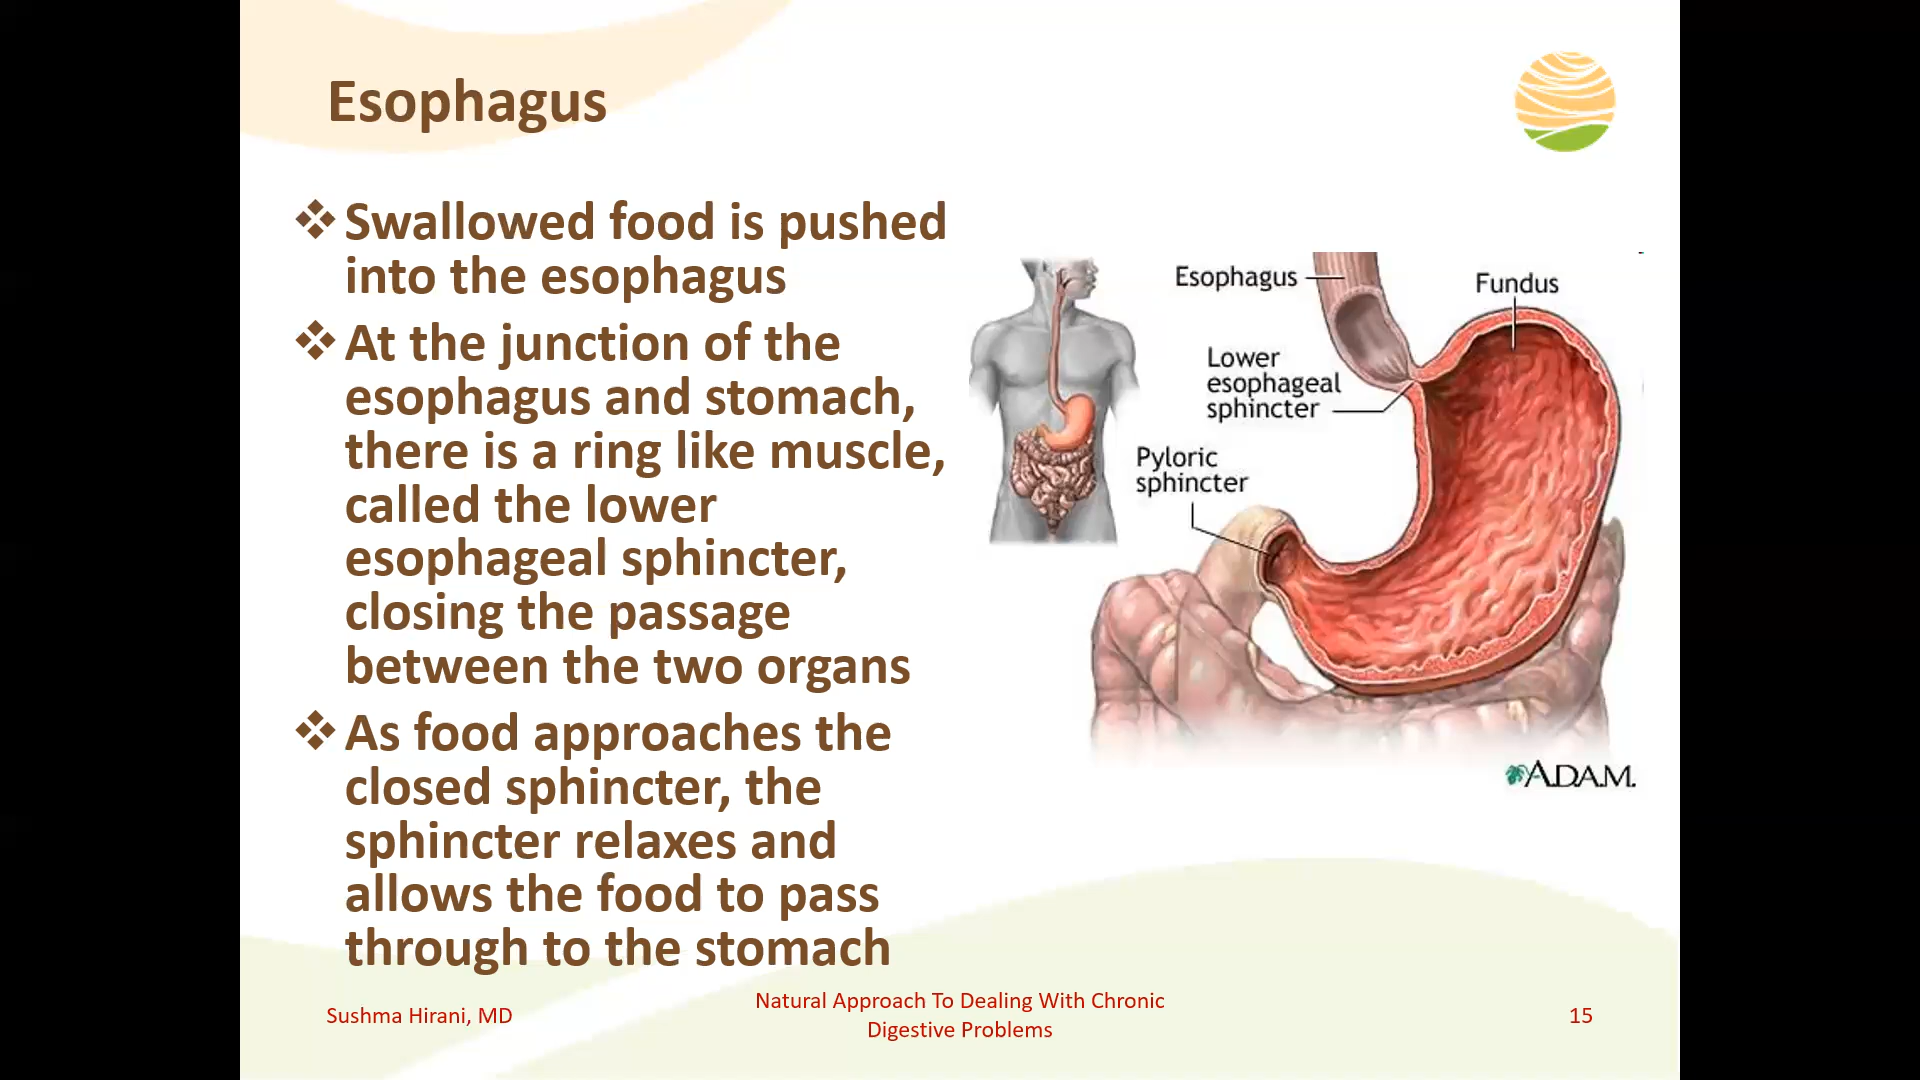 Esophagus
❖ Swallowed food is pushed
into the esophagus
❖ At the junction of the
esophagus and stomach,
there is a ring like muscle,
called the lower
esophageal sphincter,
closing the passage
between the two organs
❖ As food approaches the
closed sphincter, the
sphincter relaxes and
allows the food to pass
through to the stomach
Esophagus
Fundus
Lower
esophageal
sphincter
Pyloric
sphincter
A.D.A.M.
Sushma Hirani, MD
Natural Approach To Dealing With Chronic
Digestive Problems
15